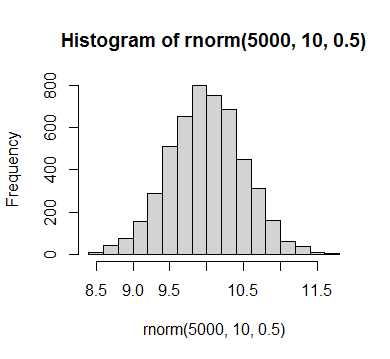 Histogram of rnorm(5000, 10, 0.5)
Frequency
800
600
400
200
0
8.5 9.0 9.5 10.5 11.5
rnorm(5000, 10, 0.5)